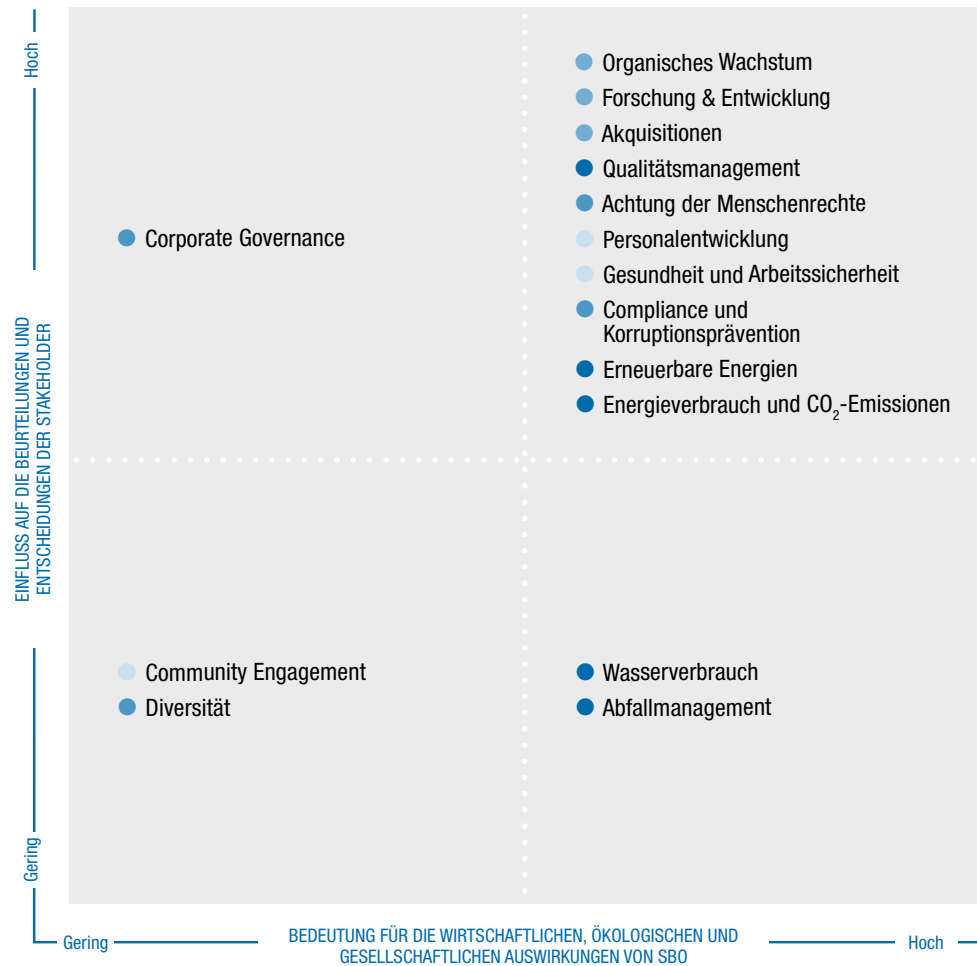 Hoch
EINFLUSS AUF DIE BEURTEILUNGEN UND
ENTSCHEIDUNGEN DER STAKEHOLDER
Gering
Corporate Governance
Organisches Wachstum
Forschung & Entwicklung
Akquisitionen
Qualitätsmanagement
Achtung der Menschenrechte
Personalentwicklung
Gesundheit und Arbeitssicherheit
Compliance und
Korruptionsprävention
Erneuerbare Energien
Energieverbrauch und CO₂-Emissionen
Community Engagement
Diversität
Wasserverbrauch
Abfallmanagement
Gering
BEDEUTUNG FÜR DIE WIRTSCHAFTLICHEN, ÖKOLOGISCHEN UND
GESELLSCHAFTLICHEN AUSWIRKUNGEN VON SBO
Hoch